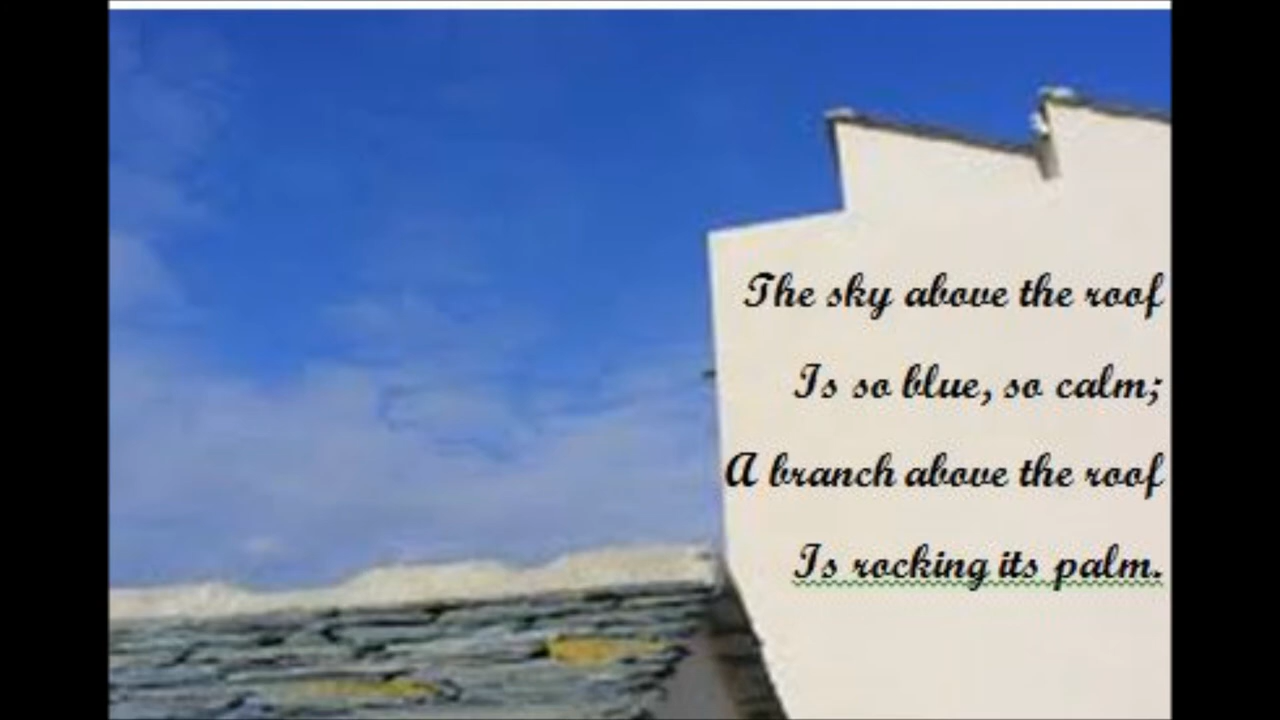 The sky above the roof
Is so blue, so calm;
A branch above the roof
Is rocking its palm.